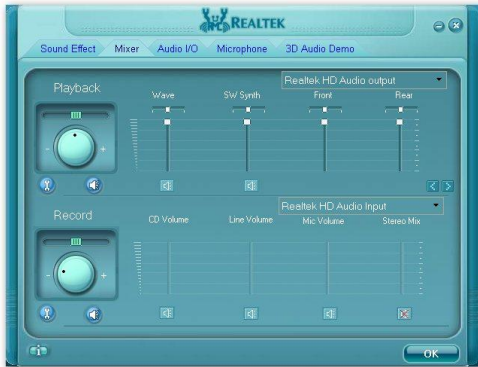 REALTEK
Sound Effect Mixer Audio I/O Microphone 3D Audio Demo
Playback
Realtek HD Audio output
Wave SW Synth Front Rear
- +
Record
Realtek HD Audio Input
CD Volume Line Volume Mic Volume Stereo Mix
- +
OK